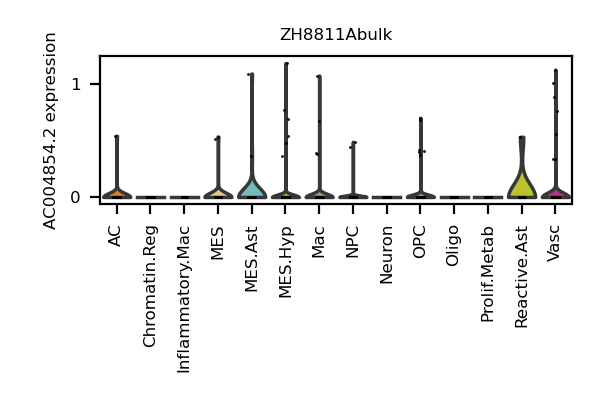 ZH8811Abulk
AC004854.2 expression
1
0
AC
Chromatin.Reg
Inflammatory.Mac
MES
MES.Ast
MES.Hyp
Mac
NPC
Neuron
OPC
Oligo
Prolif.Metab
Reactive.Ast
Vasc